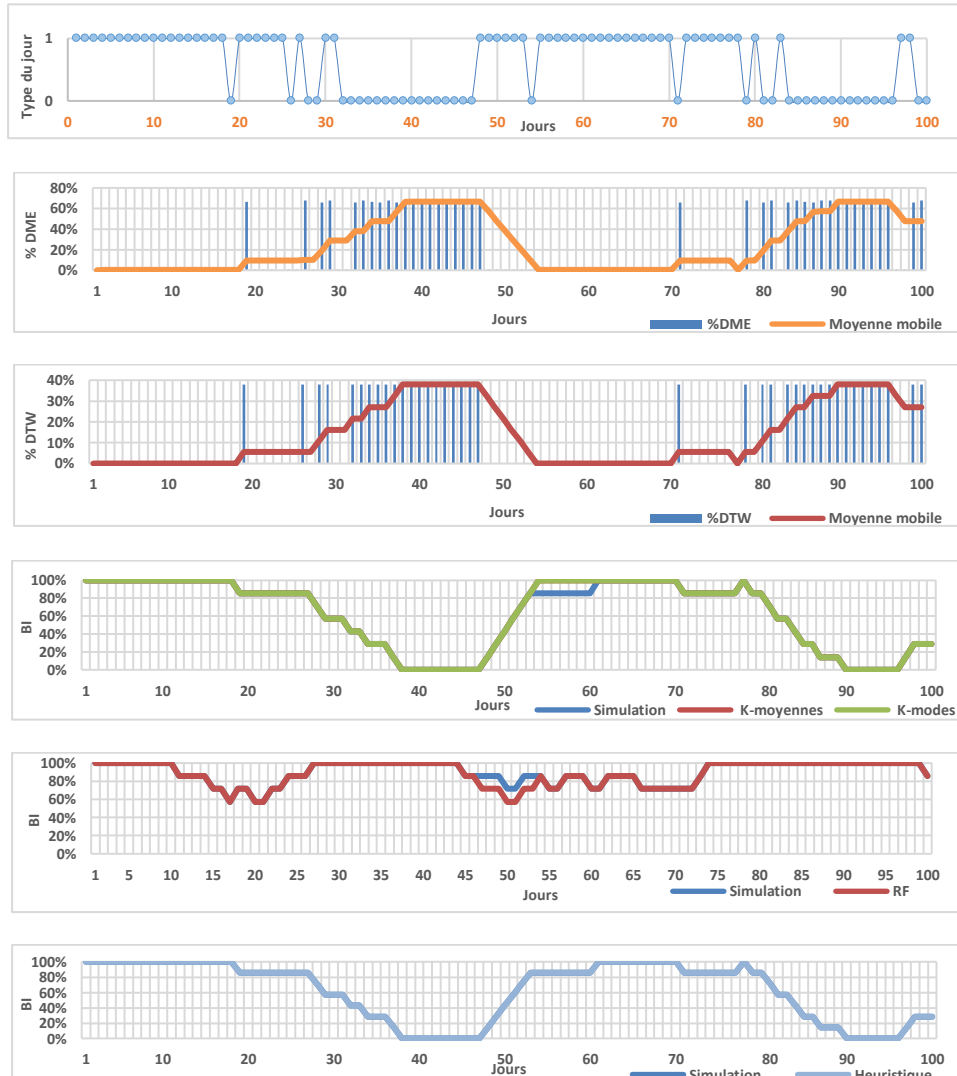 Type du jour
1
0
0 10 20 30 40 50 60 70 80 90 100
Jours
% DME
80%
60%
40%
20%
0%
1 10 20 30 40 50 60 70 80 90 100
Jours
%DME Moyenne mobile
% DTW
40%
30%
20%
10%
0%
1 10 20 30 40 50 60 70 80 90 100
Jours
%DTW Moyenne mobile
BI
100%
80%
60%
40%
20%
0%
1 10 20 30 40 50 60 70 80 90 100
Jours
Simulation K-moyennes K-modes
BI
100%
80%
60%
40%
20%
0%
1 5 10 15 20 25 30 35 40 45 50 55 60 65 70 75 80 85 90 95 100
Jours
Simulation RF
BI
100%
80%
60%
40%
20%
0%
1 10 20 30 40 50 60 70 80 90 100
Jours
Simulation Heuristique